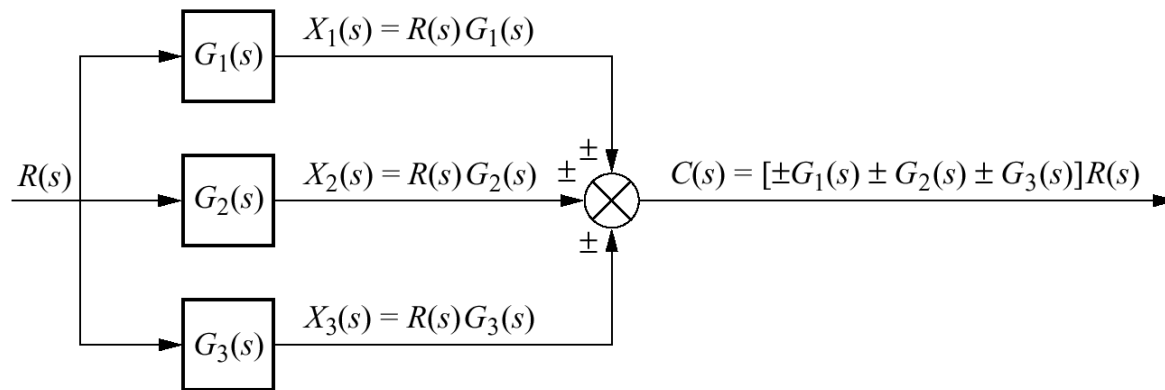 G₁(s)
X₁(s) = R(s)G₁(s)
±
R(s)
G₂(s)
X₂(s) = R(s)G₂(s)
±
C(s) = [±G₁(s) ± G₂(s) ± G₃(s)]R(s)
±
G₃(s)
X₃(s) = R(s)G₃(s)